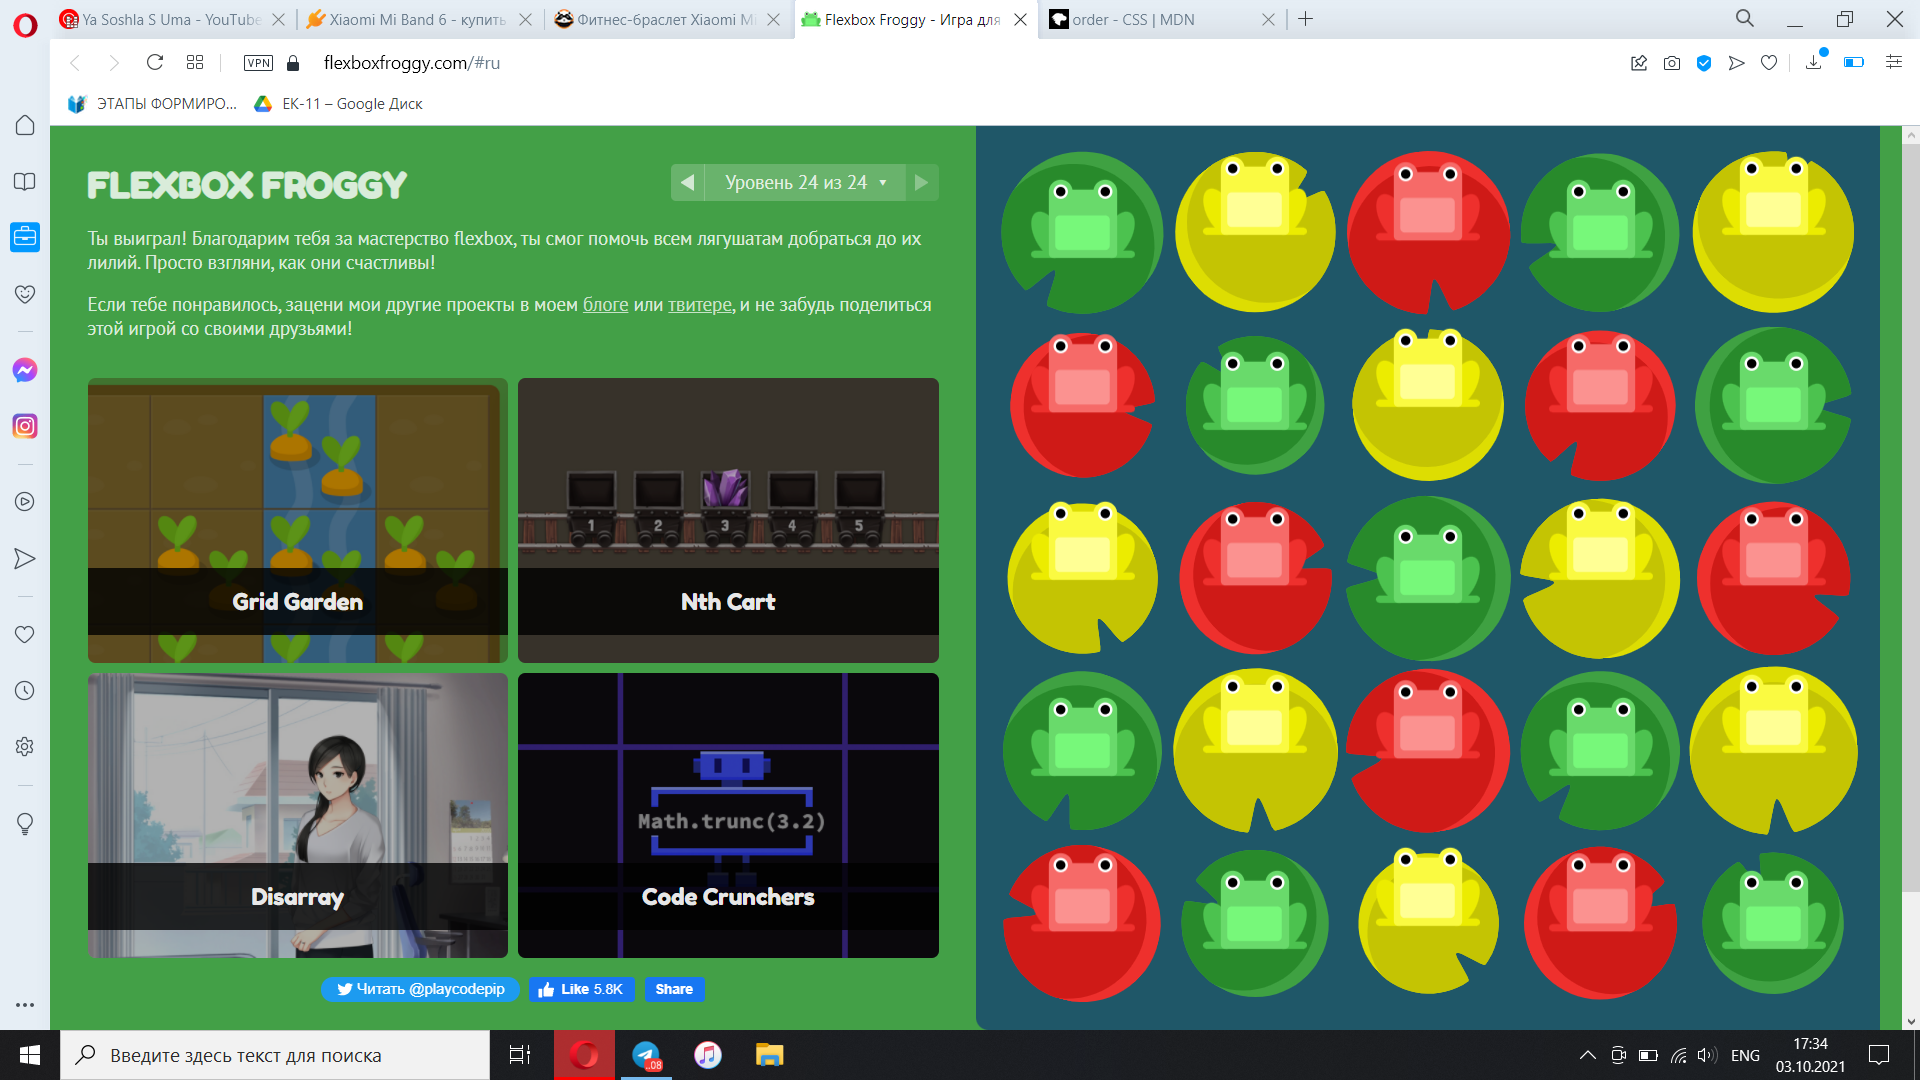 Ya Soshla S Uma - YouTube
Xiaomi Mi Band 6 - купить
Фитнес-браслет Xiaomi M
Flexbox Froggy - Игра для
order - CSS | MDN
VPN
flexboxfroggy.com/#ru
ЭТАПЫ ФОРМИРО...
ЕК-11 – Google Диск
FLEXBOX FROGGY
Уровень 24 из 24
Ты выиграл! Благодарим тебя за мастерство flexbox, ты смог помочь всем лягушатам добраться до их
лилий. Просто взгляни, как они счастливы!
Если тебе понравилось, зацени мои другие проекты в моем блоге или твитере, и не забудь поделиться
этой игрой со своими друзьями!
1 2 3 4 5
Grid Garden
Nth Cart
Math.trunc(3.2)
Disarray
Code Crunchers
Читать @playcodepip
Like 5.8K
Share
Введите здесь текст для поиска
..08
ENG
17:34
03.10.2021